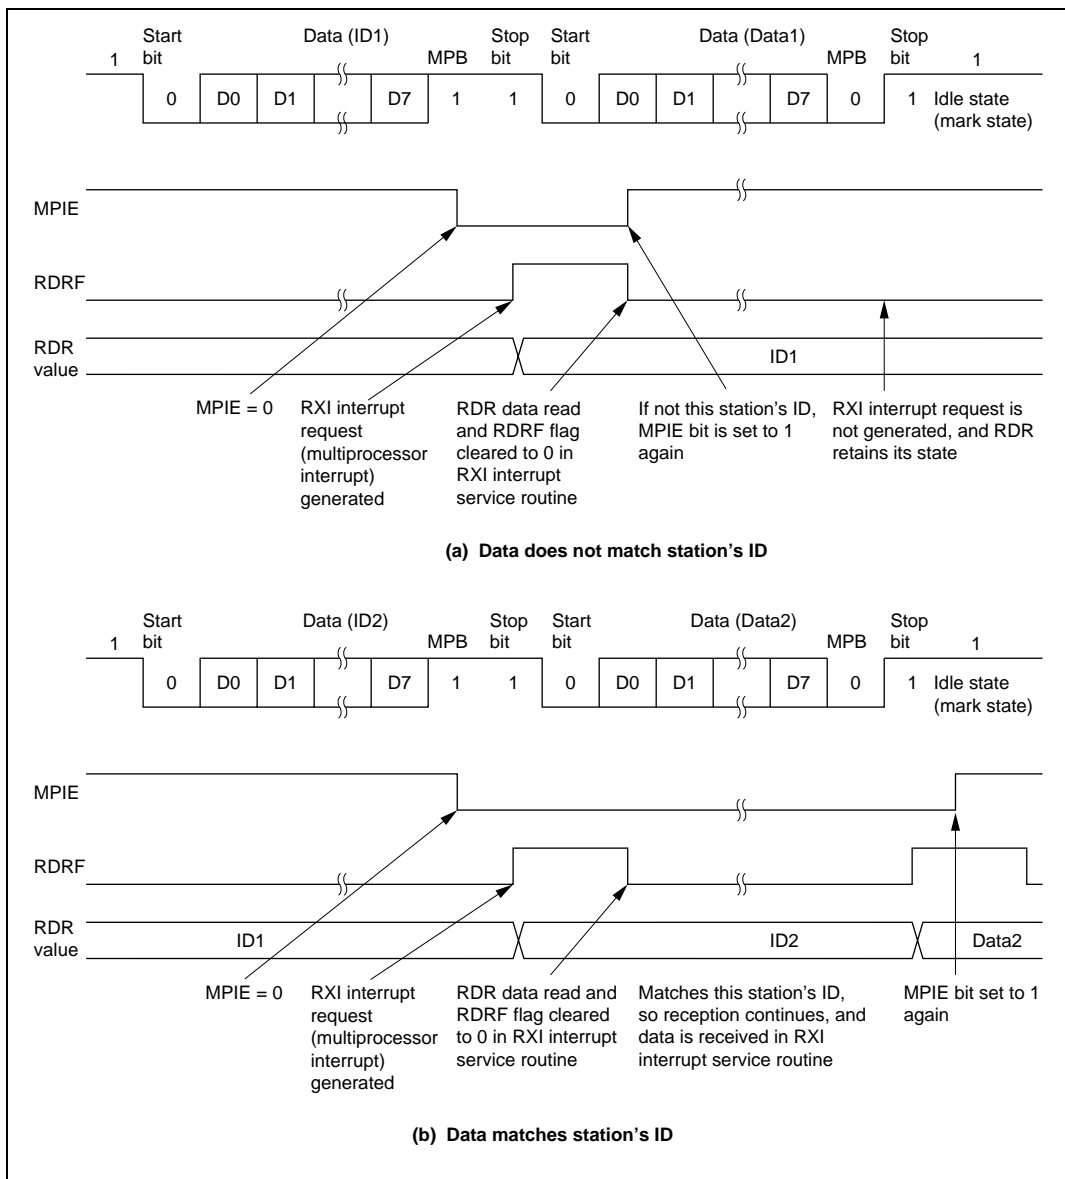 Start bit Data (ID1) Stop bit Start bit Data (Data1) Stop bit
1 MPB MPB 1
0 D0 D1 D7 1 1 0 D0 D1 D7 0 1 Idle state (mark state)
MPIE
RDRF
RDR value
ID1
MPIE = 0
RXI interrupt
request
(multiprocessor
interrupt)
generated
RDR data read
and RDRF flag
cleared to 0 in
RXI interrupt
service routine
If not this station's ID,
MPIE bit is set to 1
again
RXI interrupt request is
not generated, and RDR
retains its state
(a) Data does not match station's ID
Start bit Data (ID2) Stop bit Start bit Data (Data2) Stop bit
1 MPB MPB 1
0 D0 D1 D7 1 1 0 D0 D1 D7 0 1 Idle state (mark state)
MPIE
RDRF
RDR value
ID1 ID2 Data2
MPIE = 0
RXI interrupt
request
(multiprocessor
interrupt)
generated
RDR data read and
RDRF flag cleared
to 0 in RXI interrupt
service routine
Matches this station's ID,
so reception continues, and
data is received in RXI
interrupt service routine
MPIE bit set to 1
again
(b) Data matches station's ID